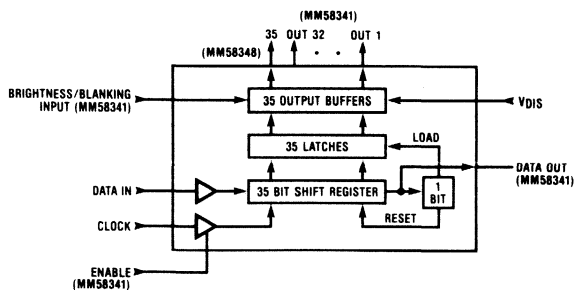 (MM58341)
35 OUT 32 · · OUT 1
(MM58348)
BRIGHTNESS/BLANKING
INPUT (MM58341)
35 OUTPUT BUFFERS
VDIS
35 LATCHES
LOAD
DATA OUT
(MM58341)
DATA IN
35 BIT SHIFT REGISTER
1
BIT
CLOCK
RESET
ENABLE
(MM58341)